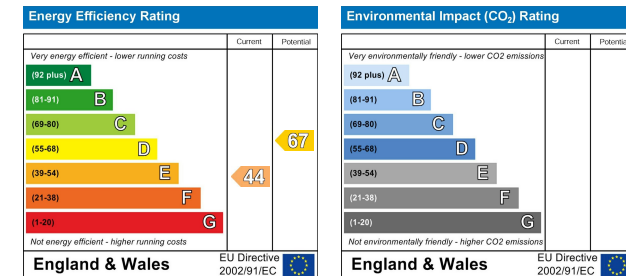 Energy Efficiency Rating
Current Potential
Very energy efficient - lower running costs
(92 plus) A
(81-91) B
(69-80) C
(55-68) D
(39-54) E
(21-38) F
(1-20) G
67
44
Not energy efficient - higher running costs
England & Wales
EU Directive
2002/91/EC
Environmental Impact (CO2) Rating
Current Potential
Very environmentally friendly - lower CO2 emissions
(92 plus) A
(81-91) B
(69-80) C
(55-68) D
(39-54) E
(21-38) F
(1-20) G
Not environmentally friendly - higher CO2 emissions
England & Wales
EU Directive
2002/91/EC